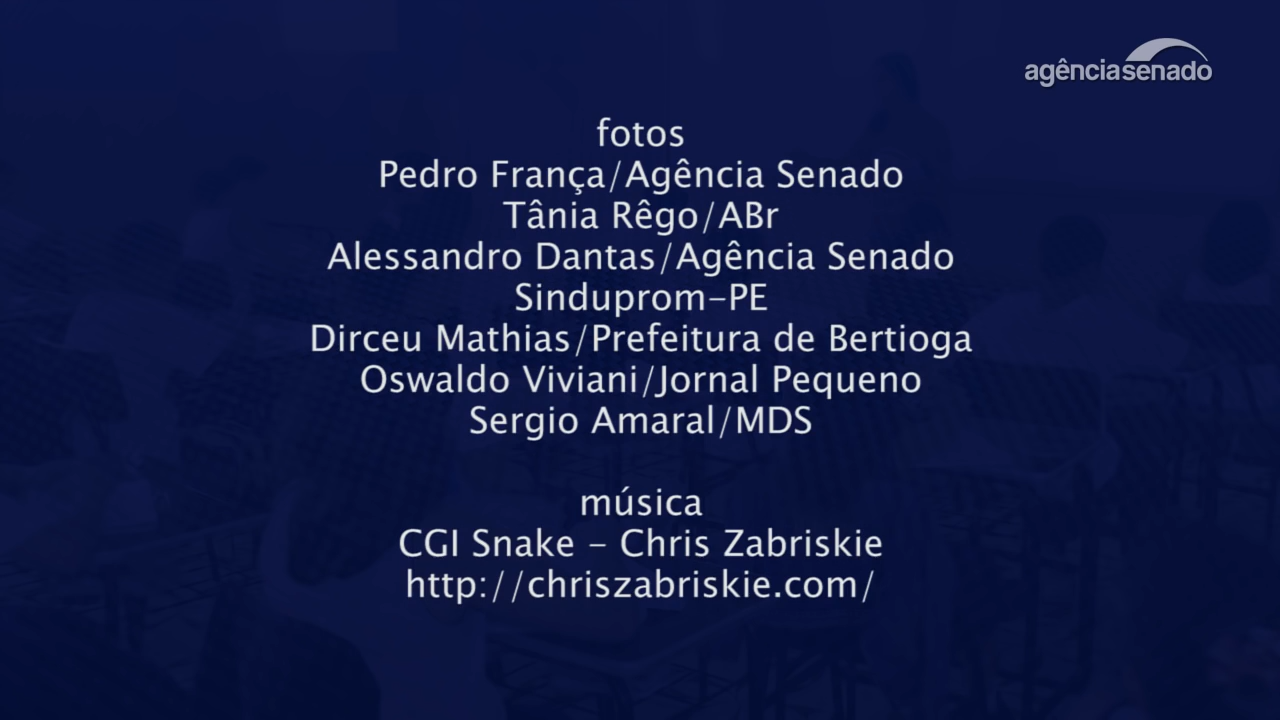 agênciasenado
fotos
Pedro França/Agência Senado
Tânia Rêgo/ABr
Alessandro Dantas/Agência Senado
Sinduprom-PE
Dirceu Mathias/Prefeitura de Bertioga
Oswaldo Viviani/Jornal Pequeno
Sergio Amaral/MDS
música
CGI Snake - Chris Zabriskie
http://chriszabriskie.com/